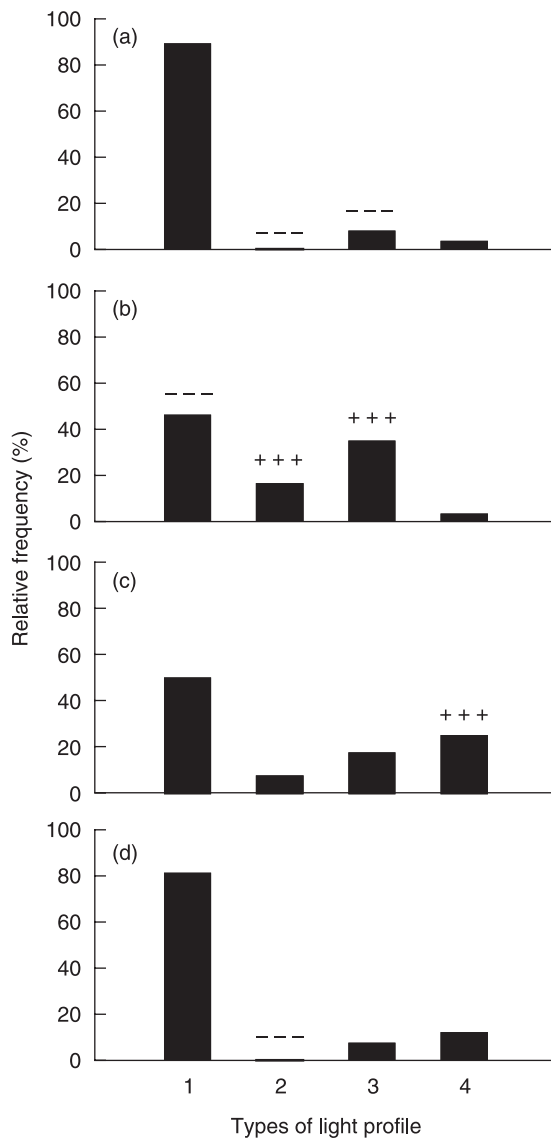 (a)
100
80
60
40
20
0
– – –
– – –
(b)
100
80
60
40
20
0
– – –
+ + +
+ + +
(c)
100
80
60
40
20
0
+ + +
(d)
100
80
60
40
20
0
– – –
Relative frequency (%)
1 2 3 4
Types of light profile